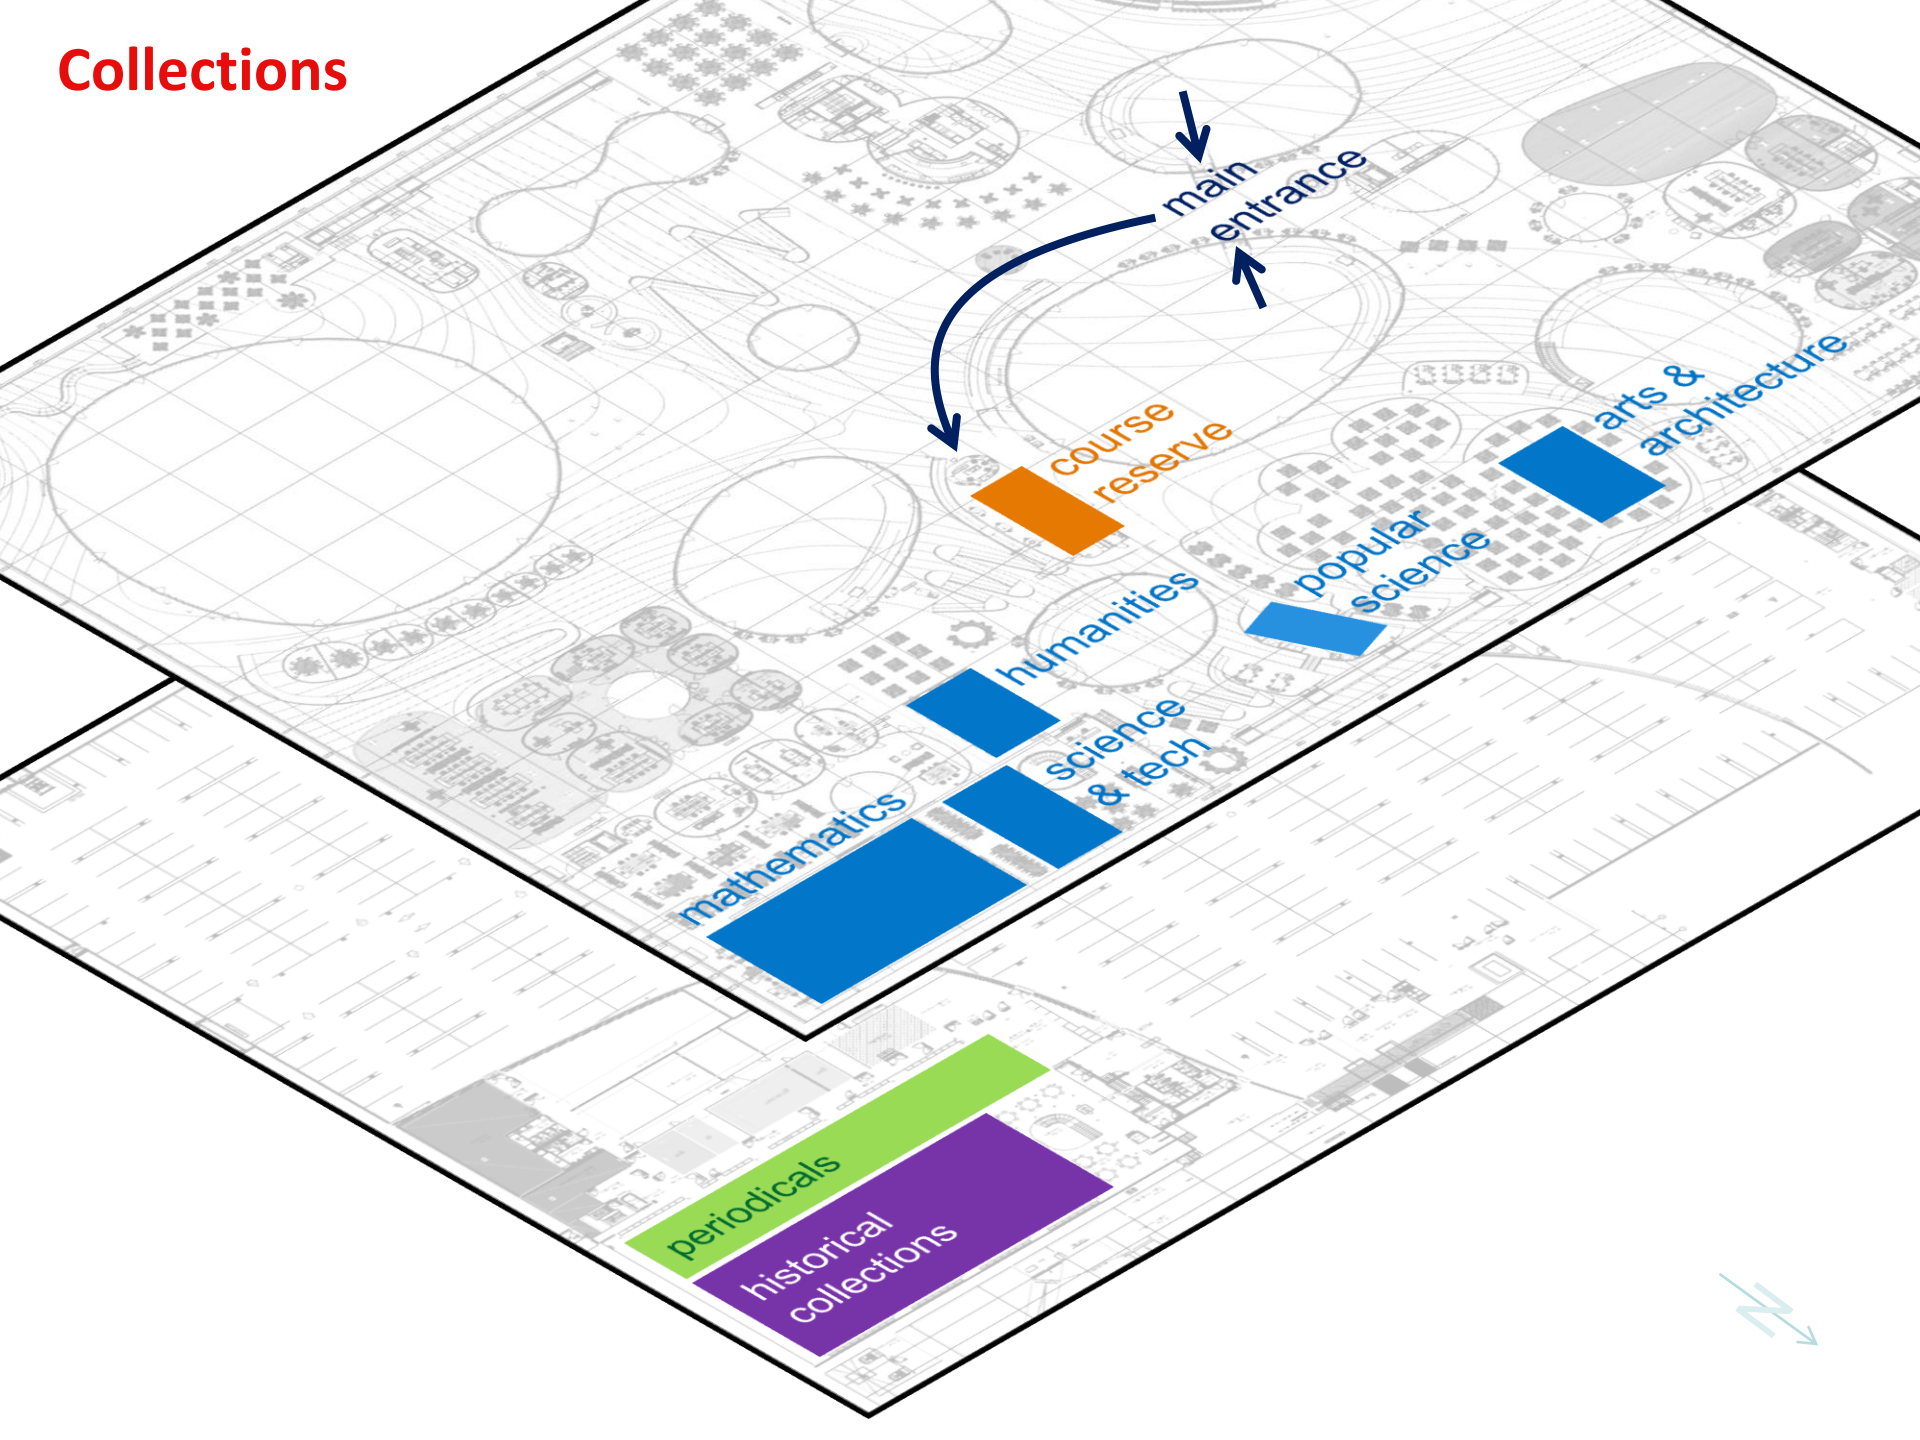 Collections
main
entrance
course
reserve
arts &
architecture
popular
science
humanities
science
& tech
mathematics
periodicals
historical
collections
N